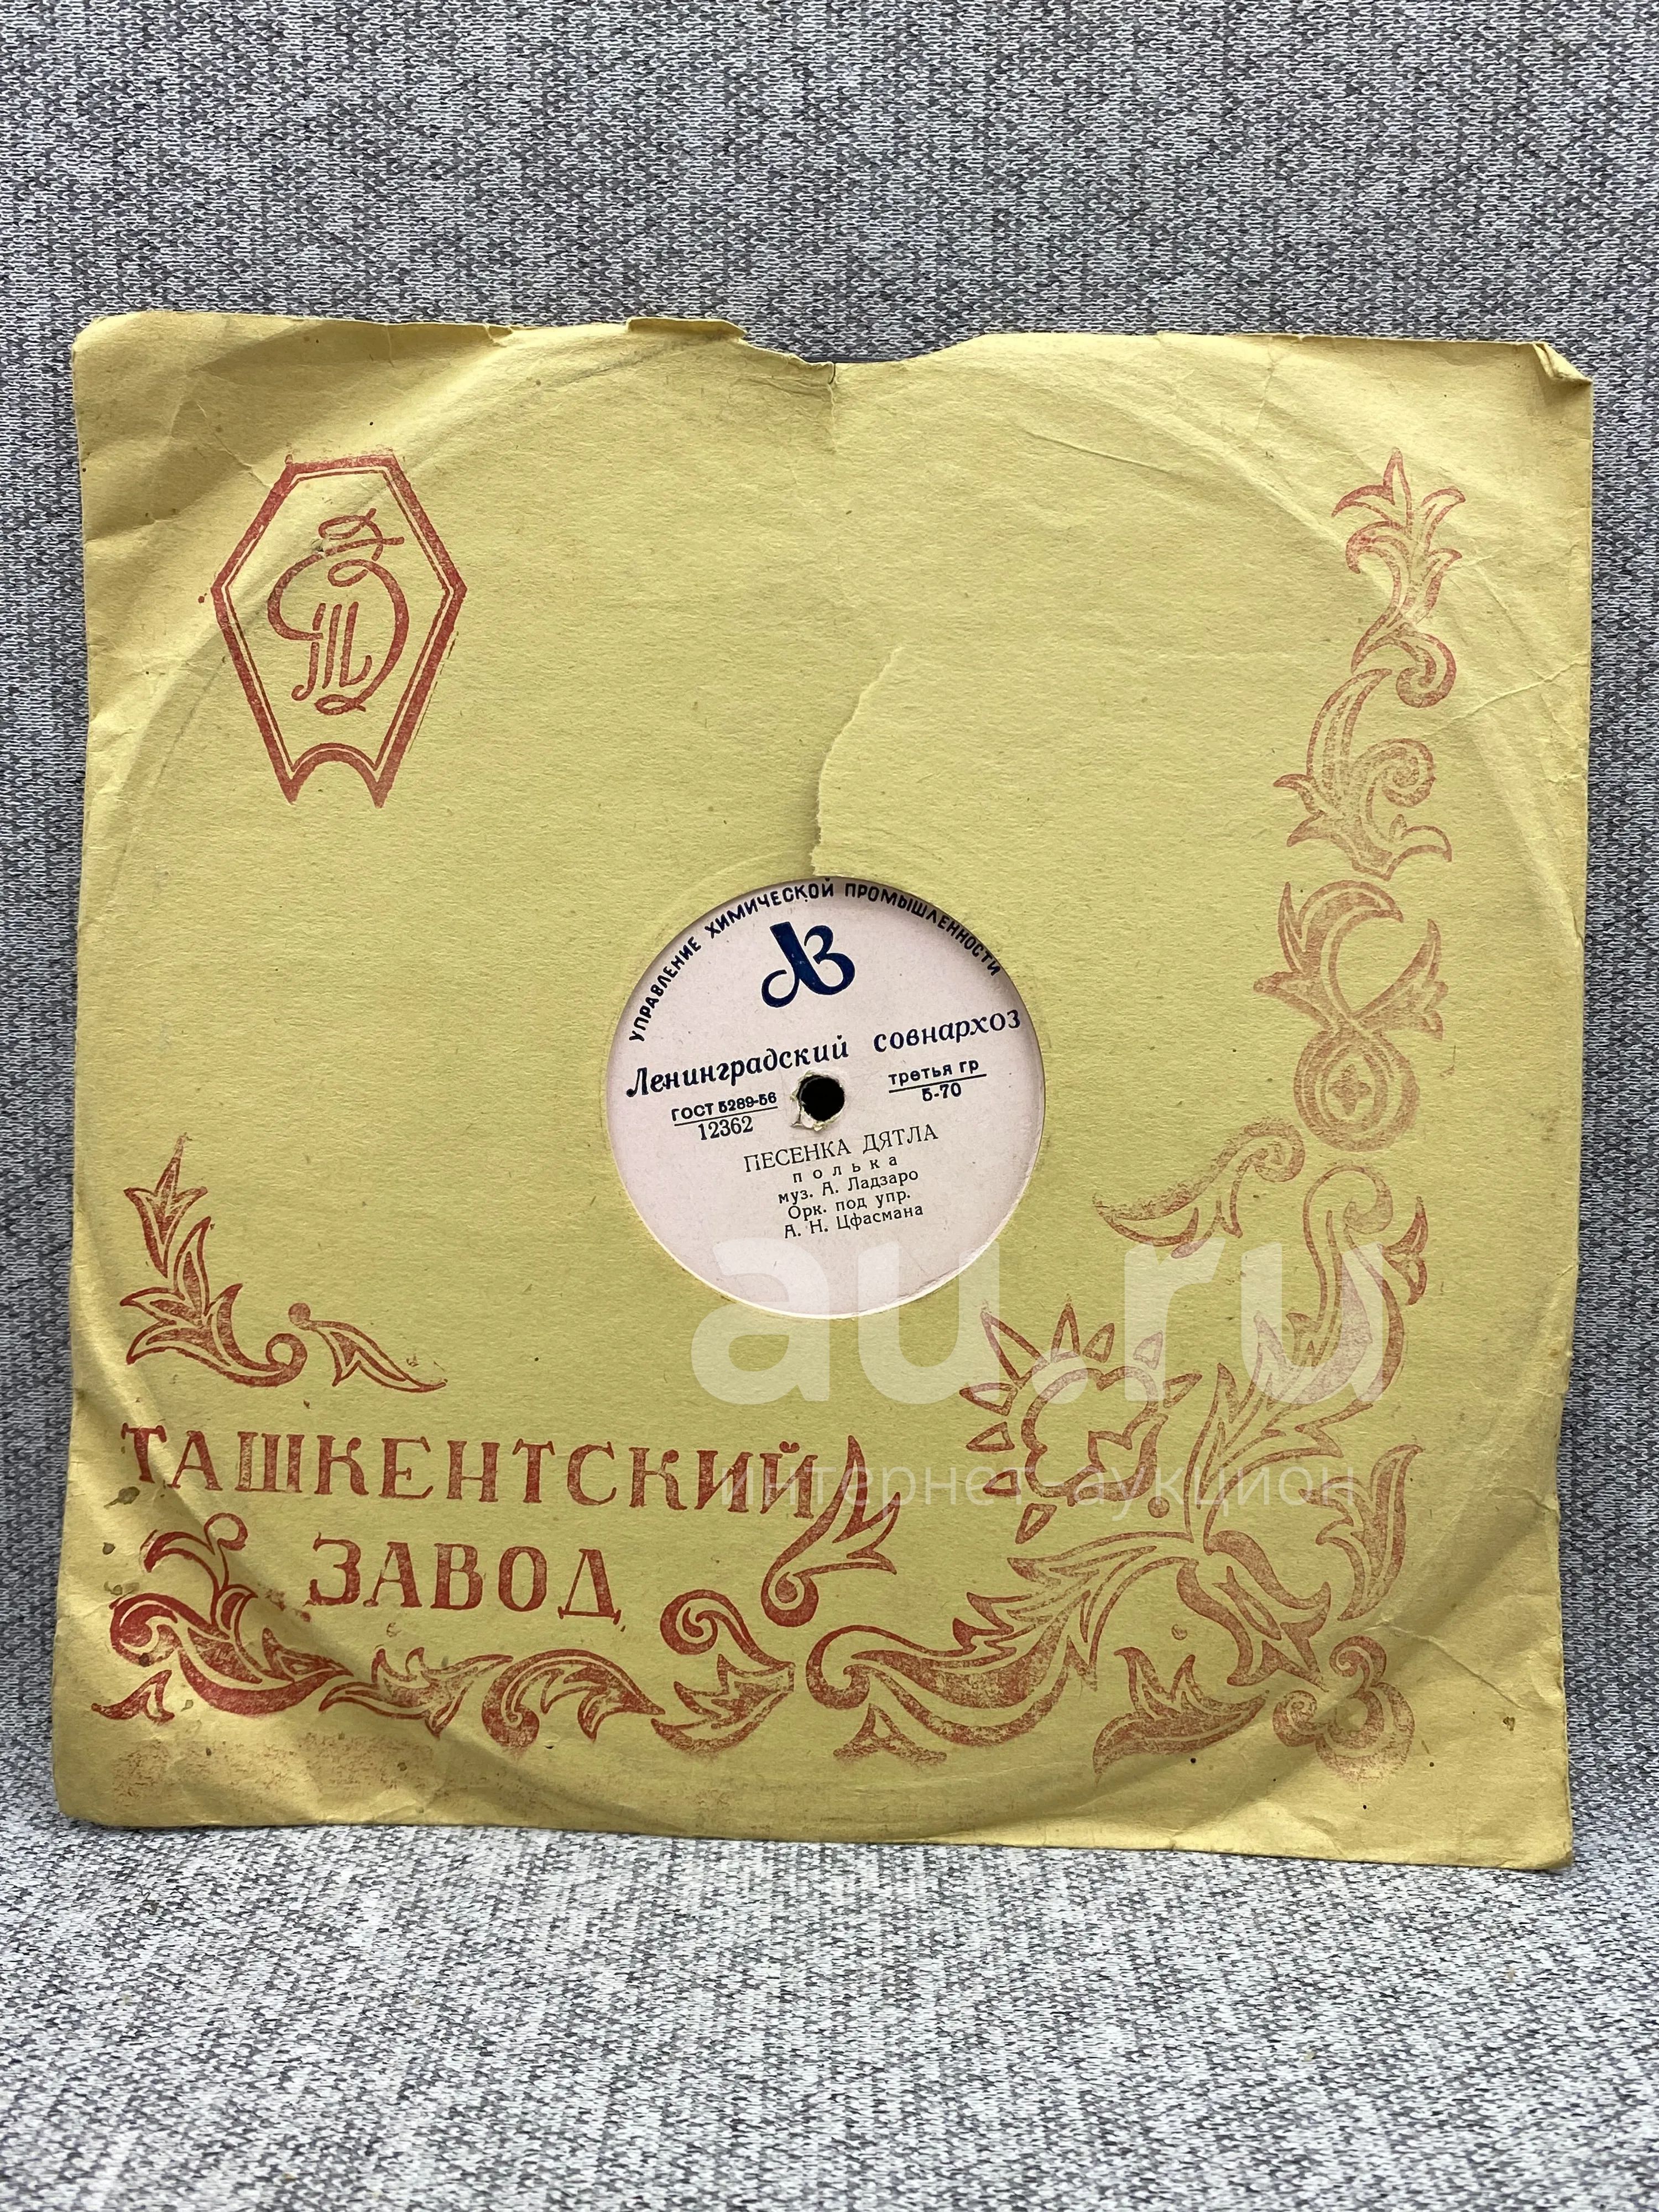 УПРАВЛЕНИЕ ХИМИЧЕСКОЙ ПРОМЫШЛЕННОСТИ
ЛЗ
Ленинградский совнархоз
ГОСТ 5289-56
12362
третья гр
5-70
ПЕСЕНКА ДЯТЛА
полька
муз. А. Ладзаро
Орк. под упр.
А. Н. Цфасмана
au.ru
интернет-аукцион
ТАШКЕНТСКИЙ
ЗАВОД